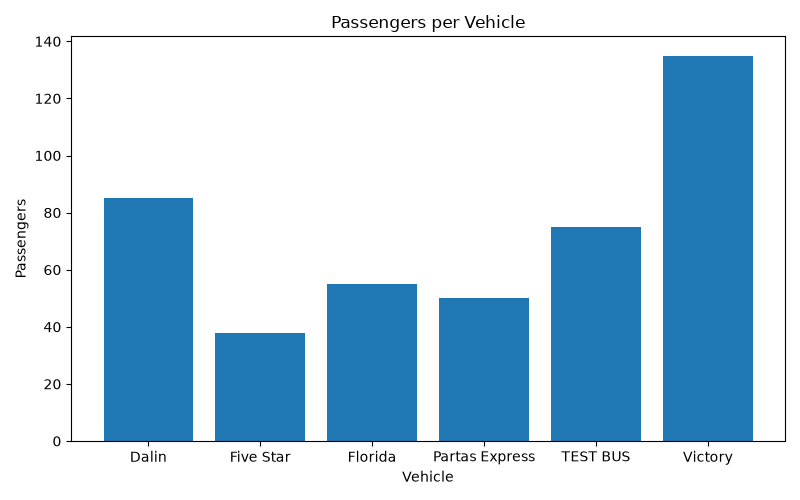 Passengers per Vehicle
140
120
100
80
60
40
20
0
Passengers
Dalin Five Star Florida Partas Express TEST BUS Victory
Vehicle